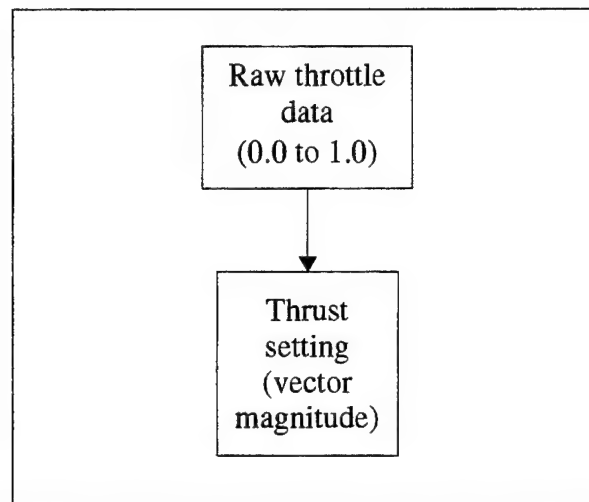 Raw throttle
data
(0.0 to 1.0)
Thrust
setting
(vector
magnitude)